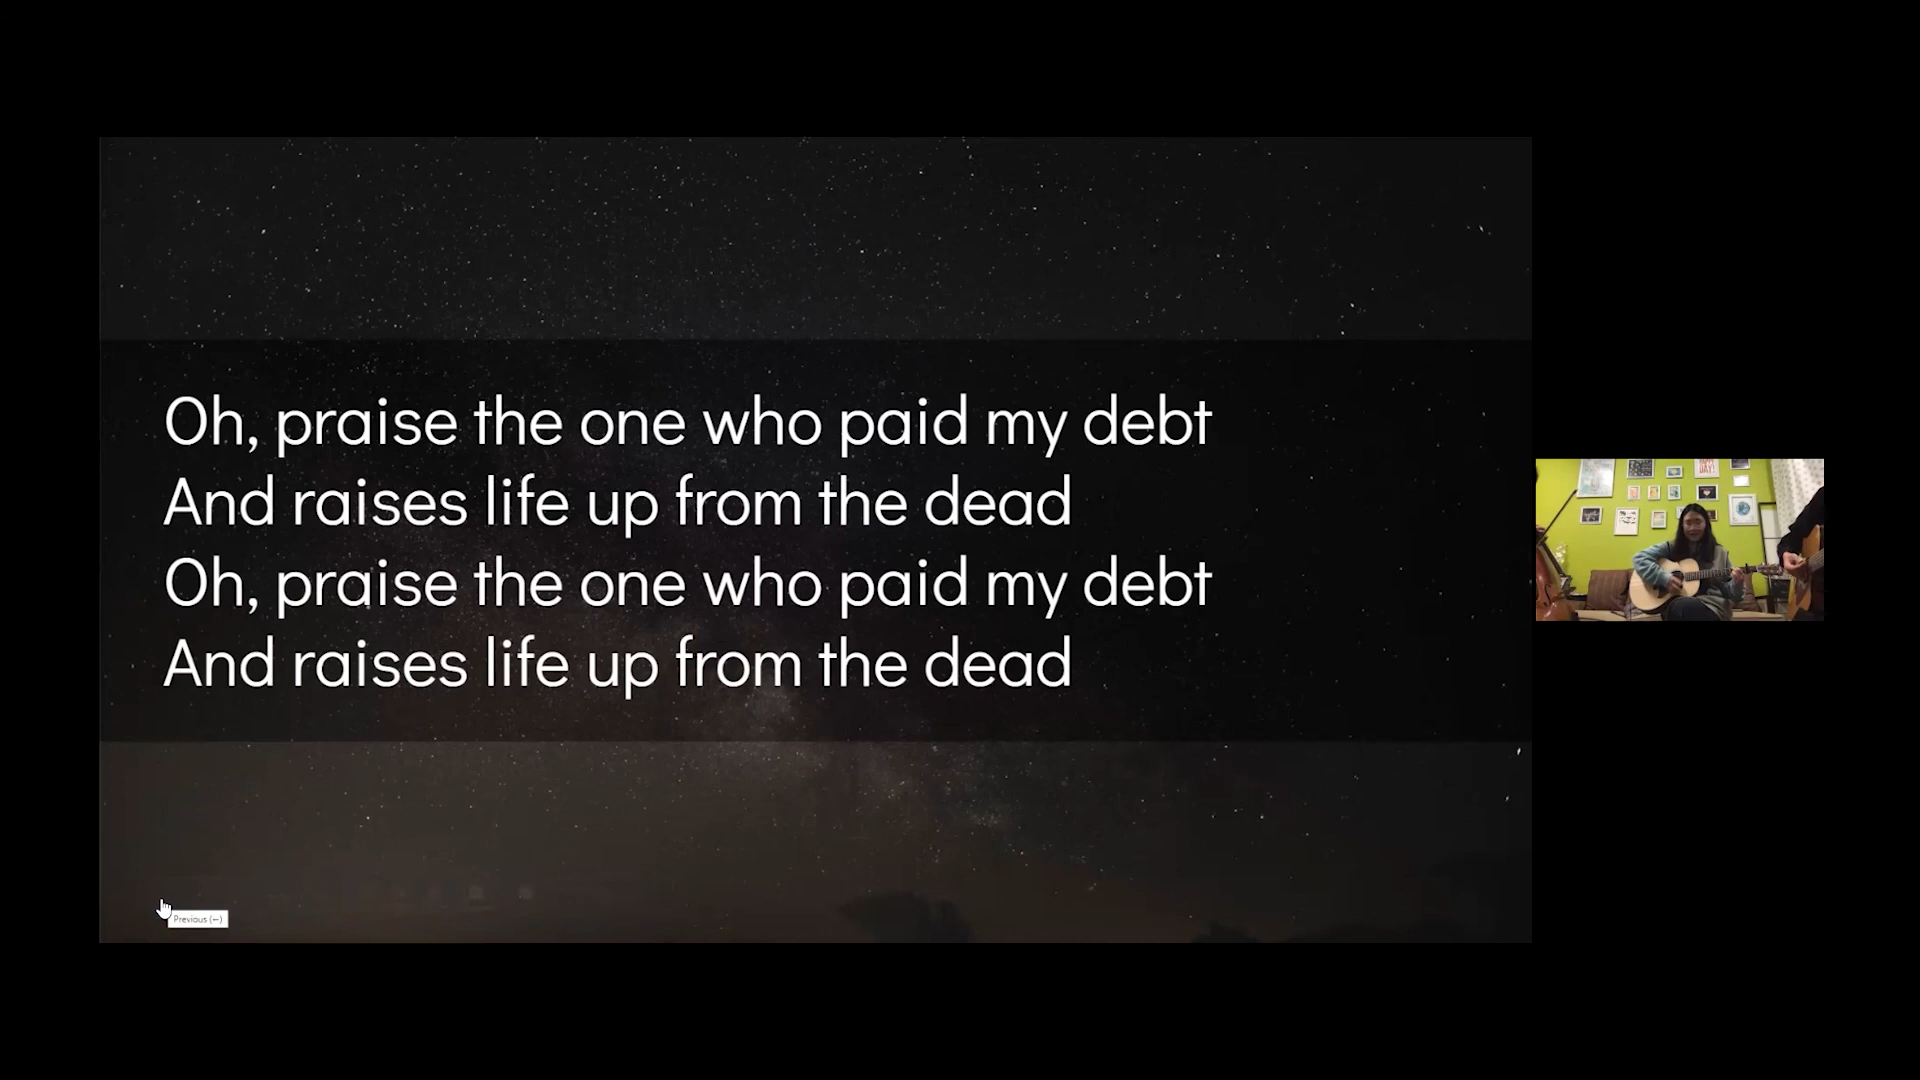 Oh, praise the one who paid my debt
And raises life up from the dead
Oh, praise the one who paid my debt
And raises life up from the dead
Previous (←)